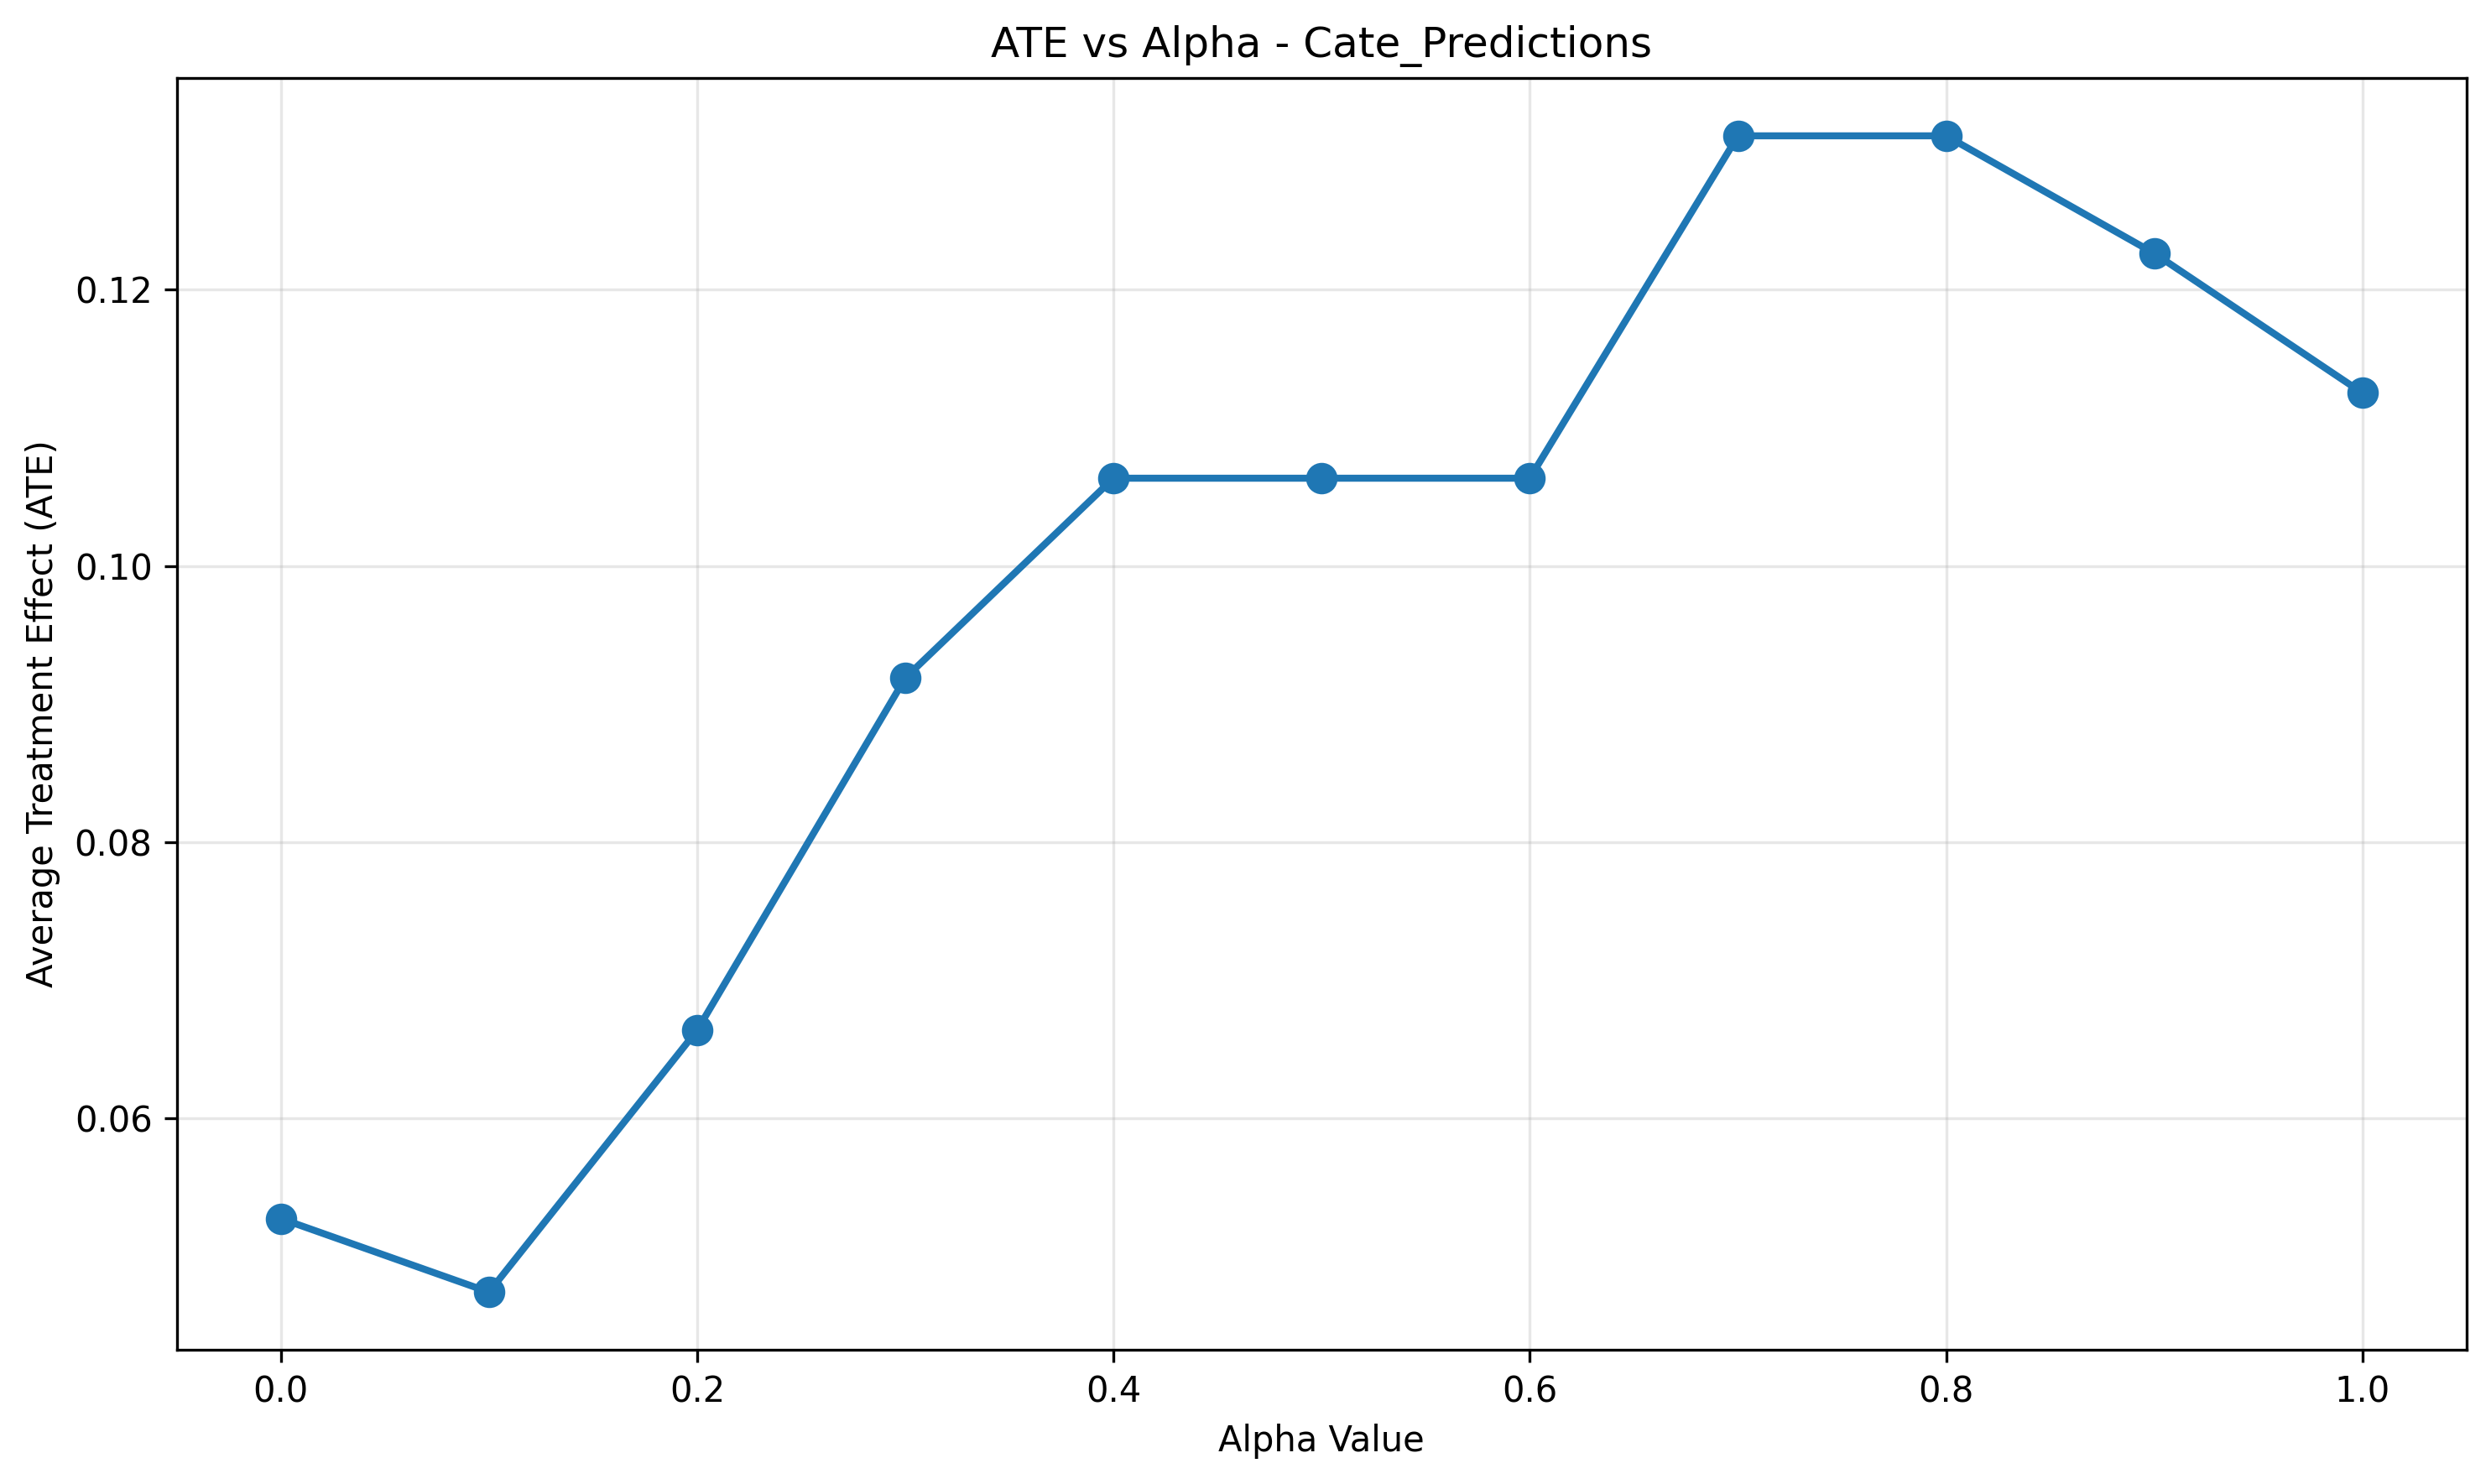 ATE vs Alpha - Cate_Predictions
Average Treatment Effect (ATE)
0.12
0.10
0.08
0.06
0.0 0.2 0.4 0.6 0.8 1.0
Alpha Value